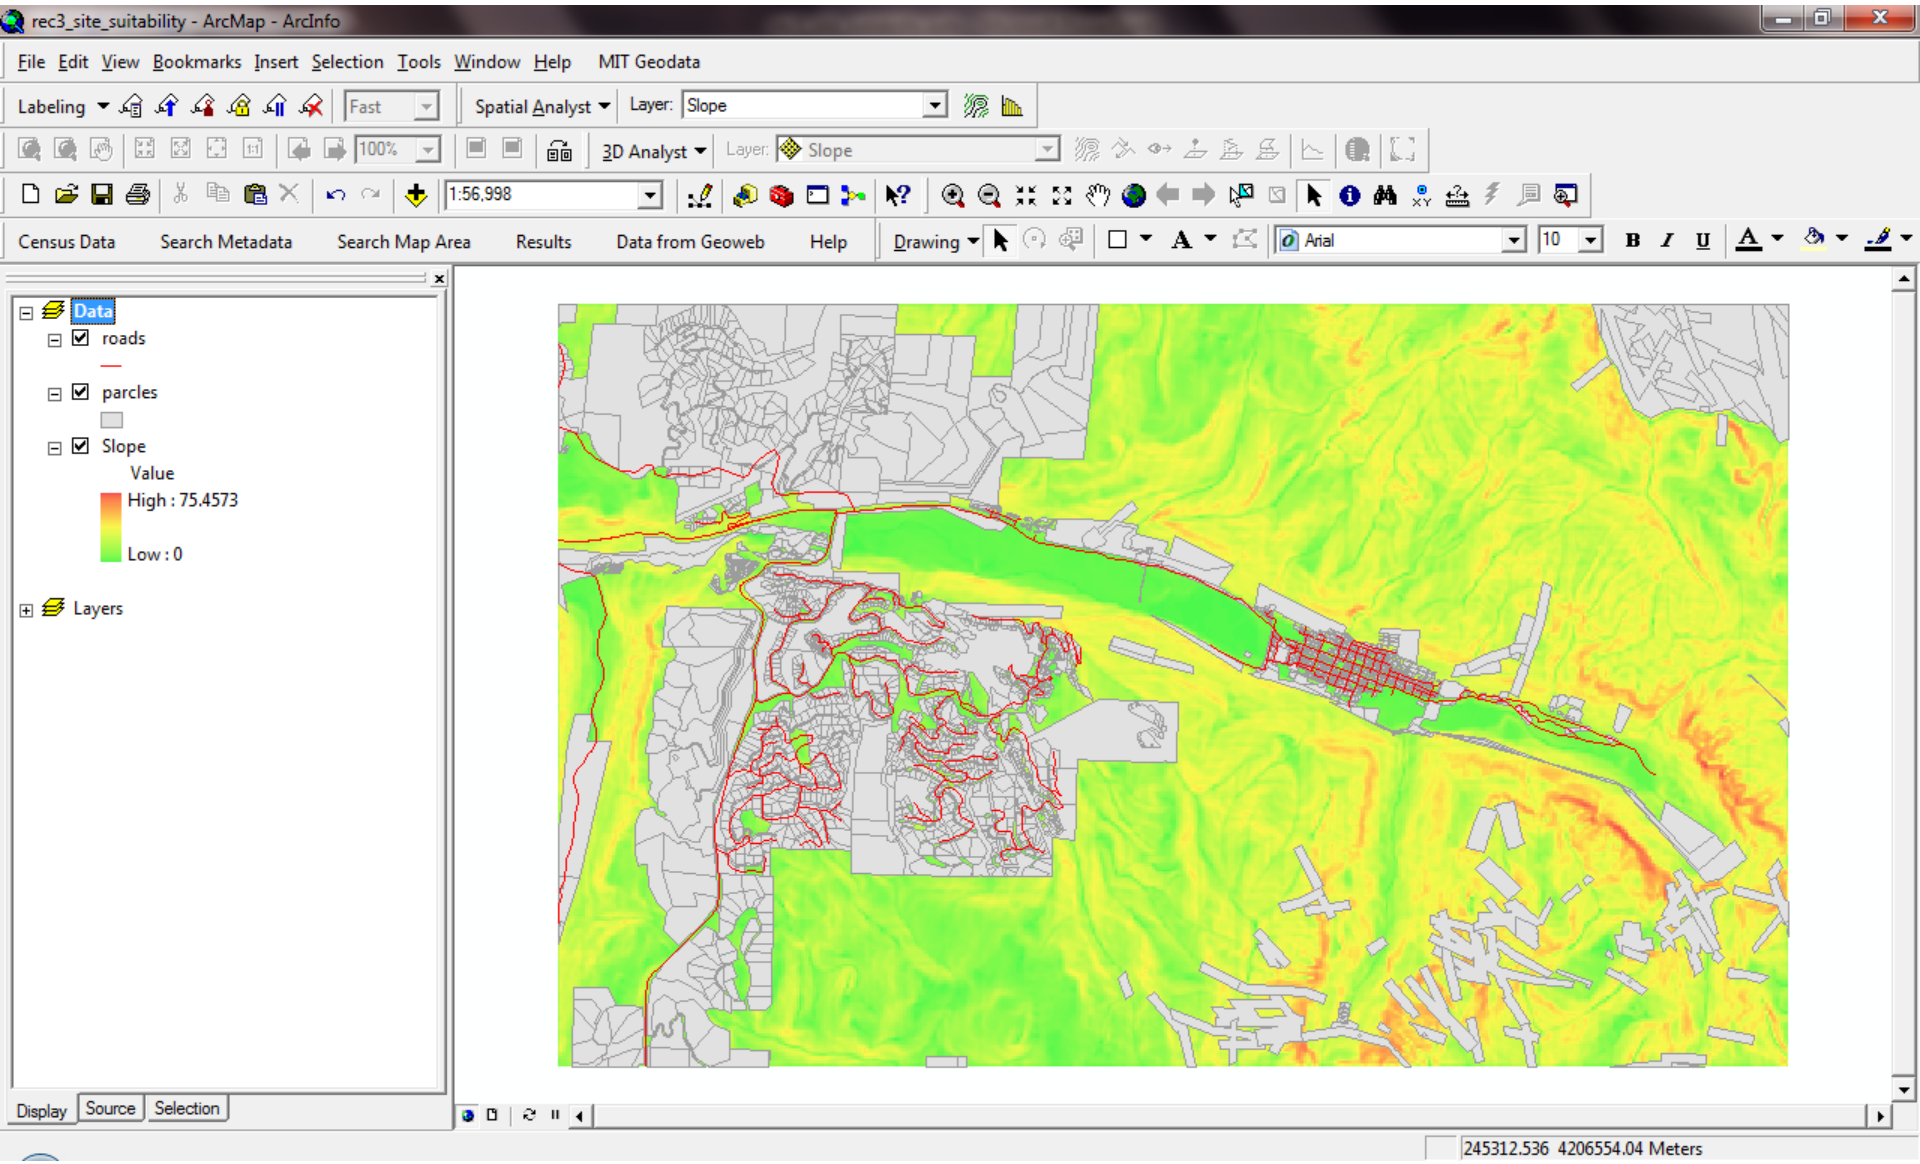 rec3_site_suitability - ArcMap - ArcInfo
File Edit View Bookmarks Insert Selection Tools Window Help MIT Geodata
Labeling Fast Spatial Analyst Layer: Slope
1:1 100% 3D Analyst Layer: Slope
1:56,998 XY
Census Data Search Metadata Search Map Area Results Data from Geoweb Help Drawing A Arial 10 B I U A
Data
roads
parcles
Slope
Value
High : 75.4573
Low : 0
Layers
Display Source Selection
245312.536 4206554.04 Meters